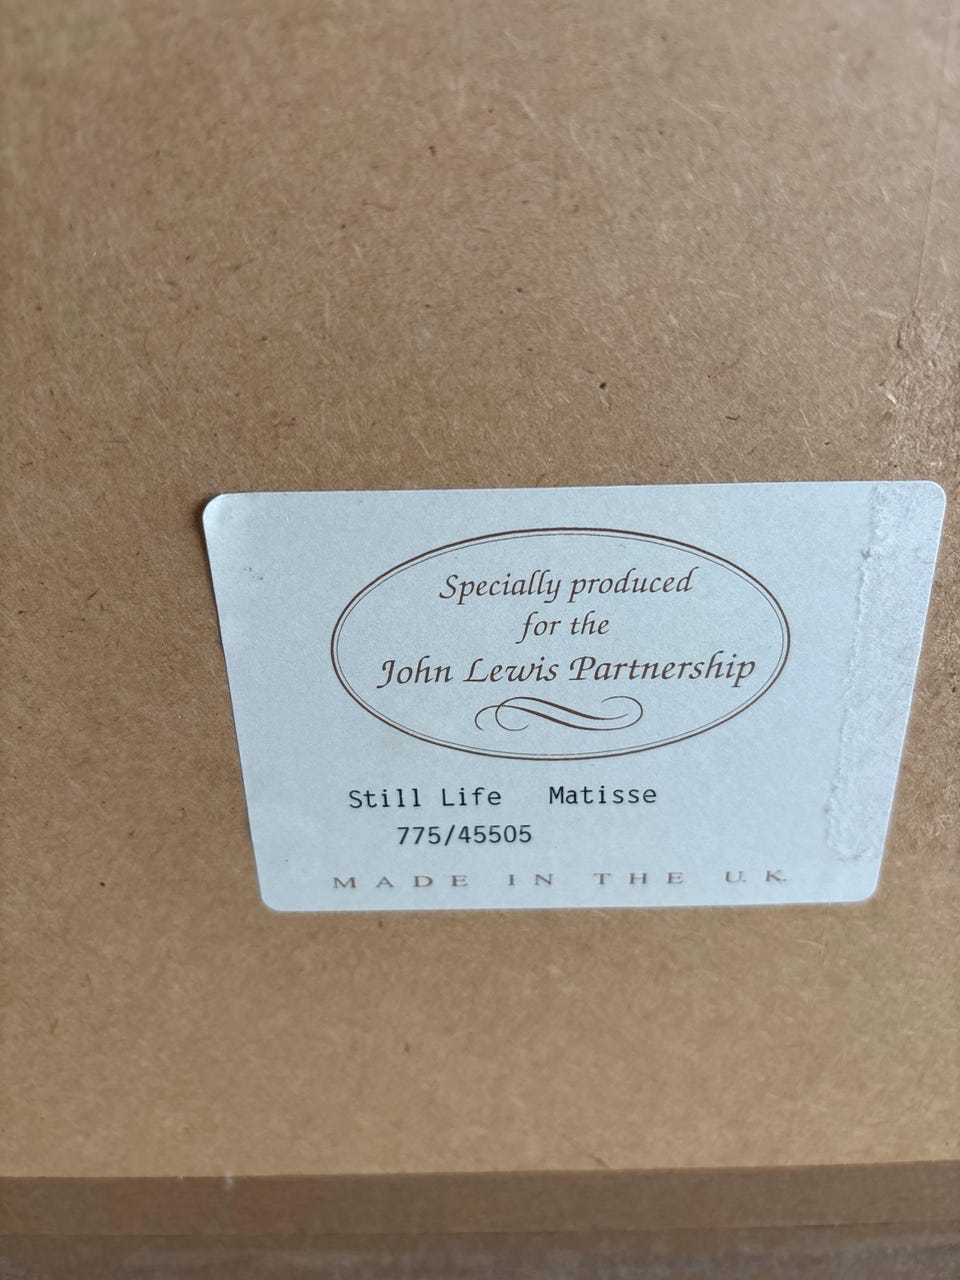 Specially produced
for the
John Lewis Partnership
Still Life Matisse
775/45505
MADE IN THE U.K.